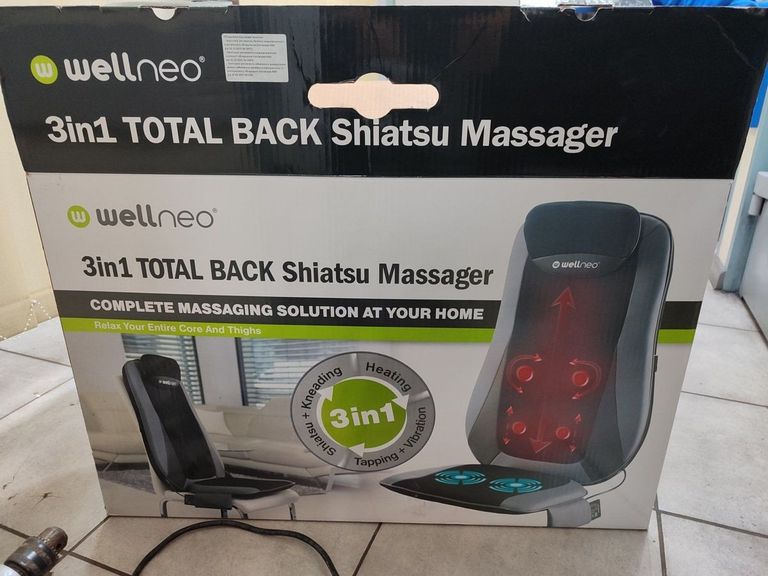 wellneo®
3in1 TOTAL BACK Shiatsu Massager
wellneo®
3in1 TOTAL BACK Shiatsu Massager
COMPLETE MASSAGING SOLUTION AT YOUR HOME
Relax Your Entire Core And Thighs
Shiatsu + Kneading
Heating
Tapping + Vibration
3in1
wellneo